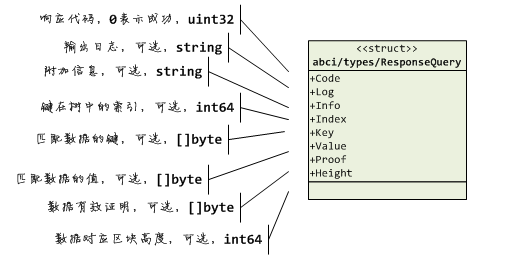 响应代码，0表示成功，uint32
输出日志，可选，string
附加信息，可选，string
键在树中的索引，可选，int64
匹配数据的键，可选，[]byte
匹配数据的值，可选，[]byte
数据有效证明，可选，[]byte
数据对应区块高度，可选，int64
<<struct>>
abci/types/ResponseQuery
+Code
+Log
+Info
+Index
+Key
+Value
+Proof
+Height